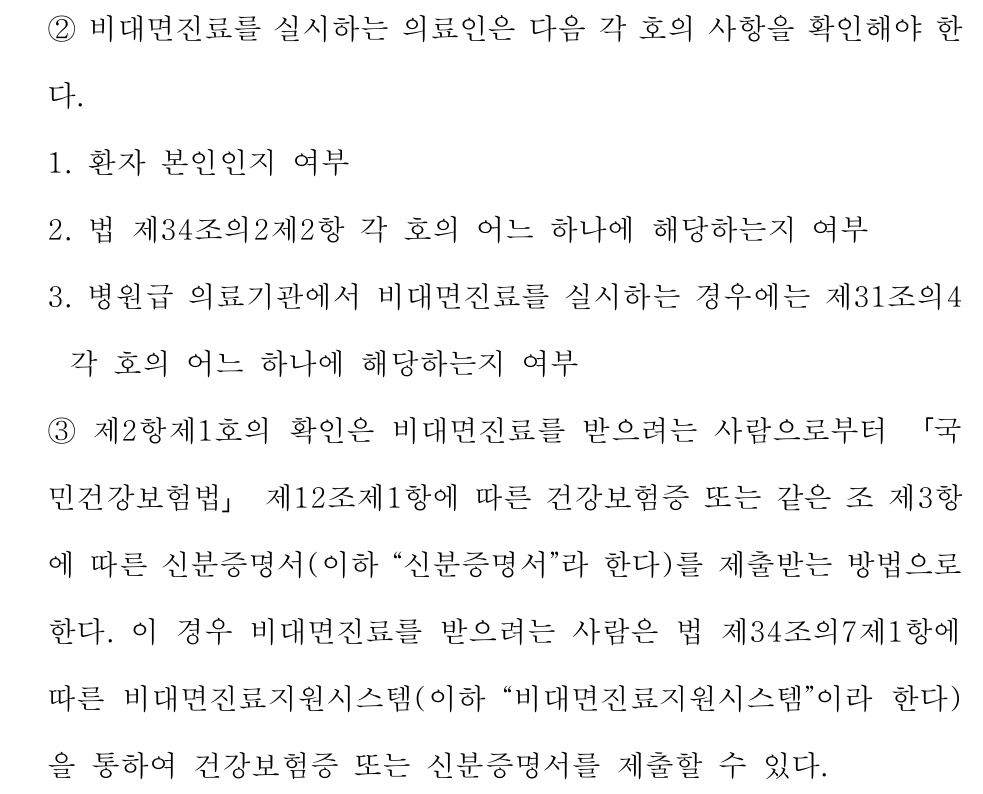 ② 비대면진료를 실시하는 의료인은 다음 각 호의 사항을 확인해야 한
다.
1. 환자 본인인지 여부
2. 법 제34조의2제2항 각 호의 어느 하나에 해당하는지 여부
3. 병원급 의료기관에서 비대면진료를 실시하는 경우에는 제31조의4
각 호의 어느 하나에 해당하는지 여부
③ 제2항제1호의 확인은 비대면진료를 받으려는 사람으로부터 「국
민건강보험법」 제12조제1항에 따른 건강보험증 또는 같은 조 제3항
에 따른 신분증명서(이하 “신분증명서”라 한다)를 제출받는 방법으로
한다. 이 경우 비대면진료를 받으려는 사람은 법 제34조의7제1항에
따른 비대면진료지원시스템(이하 “비대면진료지원시스템”이라 한다)
을 통하여 건강보험증 또는 신분증명서를 제출할 수 있다.